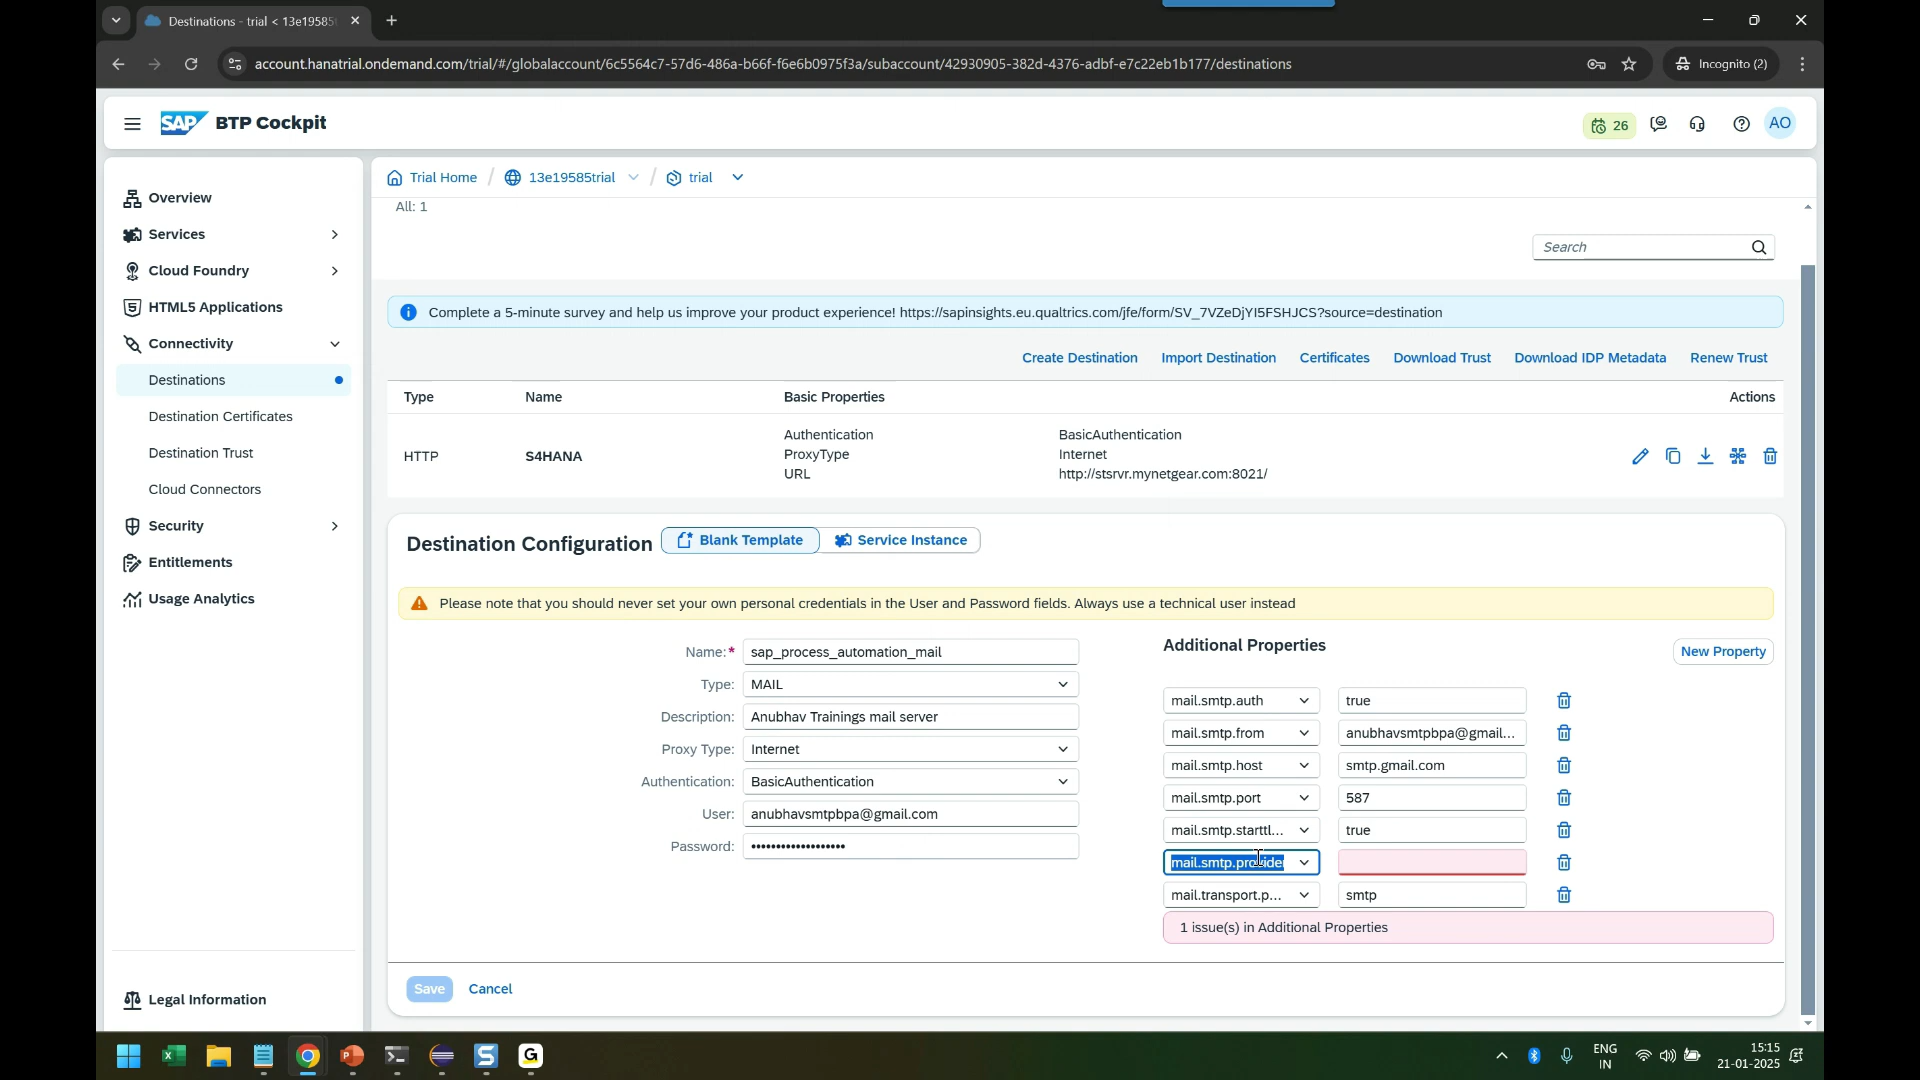 Destinations - trial < 13e19585t
account.hanatrial.ondemand.com/trial/#/globalaccount/6c5564c7-57d6-486a-b66f-f6e6b0975f3a/subaccount/42930905-382d-4376-adbf-e7c22eb1b177/destinations
Incognito (2)
SAP BTP Cockpit
26
AO
Overview
Services
Cloud Foundry
HTML5 Applications
Connectivity
Destinations
Destination Certificates
Destination Trust
Cloud Connectors
Security
Entitlements
Usage Analytics
Legal Information
Trial Home / 13e19585trial / trial
All: 1
Search
Complete a 5-minute survey and help us improve your product experience! https://sapinsights.eu.qualtrics.com/jfe/form/SV_7VZeDjYI5FSHJCS?source=destination
Create Destination Import Destination Certificates Download Trust Download IDP Metadata Renew Trust
Type Name Basic Properties Actions
Authentication BasicAuthentication
HTTP S4HANA ProxyType Internet
URL http://stsrvr.mynetgear.com:8021/
Destination Configuration Blank Template Service Instance
Please note that you should never set your own personal credentials in the User and Password fields. Always use a technical user instead
Name:* sap_process_automation_mail
Type: MAIL
Description: Anubhav Trainings mail server
Proxy Type: Internet
Authentication: BasicAuthentication
User: anubhavsmtpbpa@gmail.com
Password: •••••••••••••••••••
Additional Properties New Property
mail.smtp.auth true
mail.smtp.from anubhavsmtpbpa@gmail...
mail.smtp.host smtp.gmail.com
mail.smtp.port 587
mail.smtp.starttl... true
mail.smtp.provider
mail.transport.p... smtp
1 issue(s) in Additional Properties
Save Cancel
ENG
IN
15:15
21-01-2025